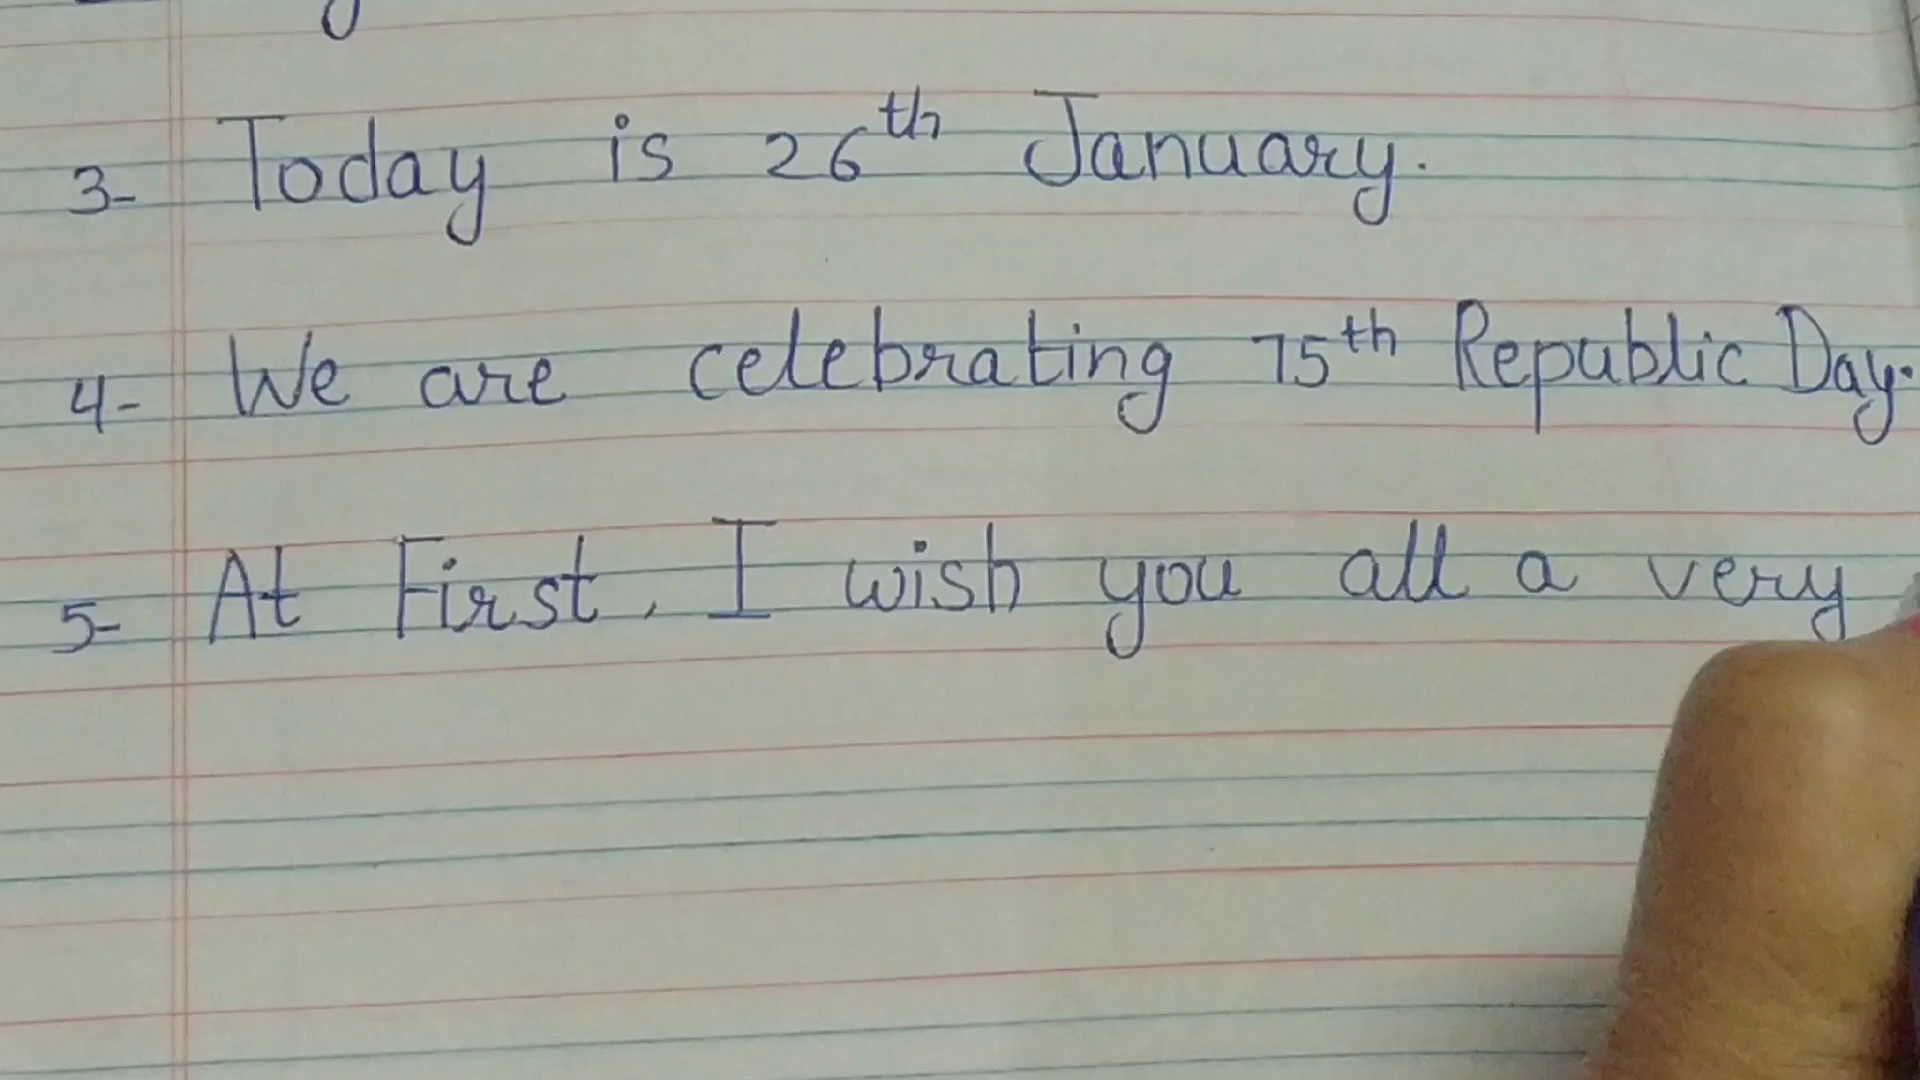 3- Today is 26th January.
4- We are celebrating 75th Republic Day.
5- At First, I wish you all a very